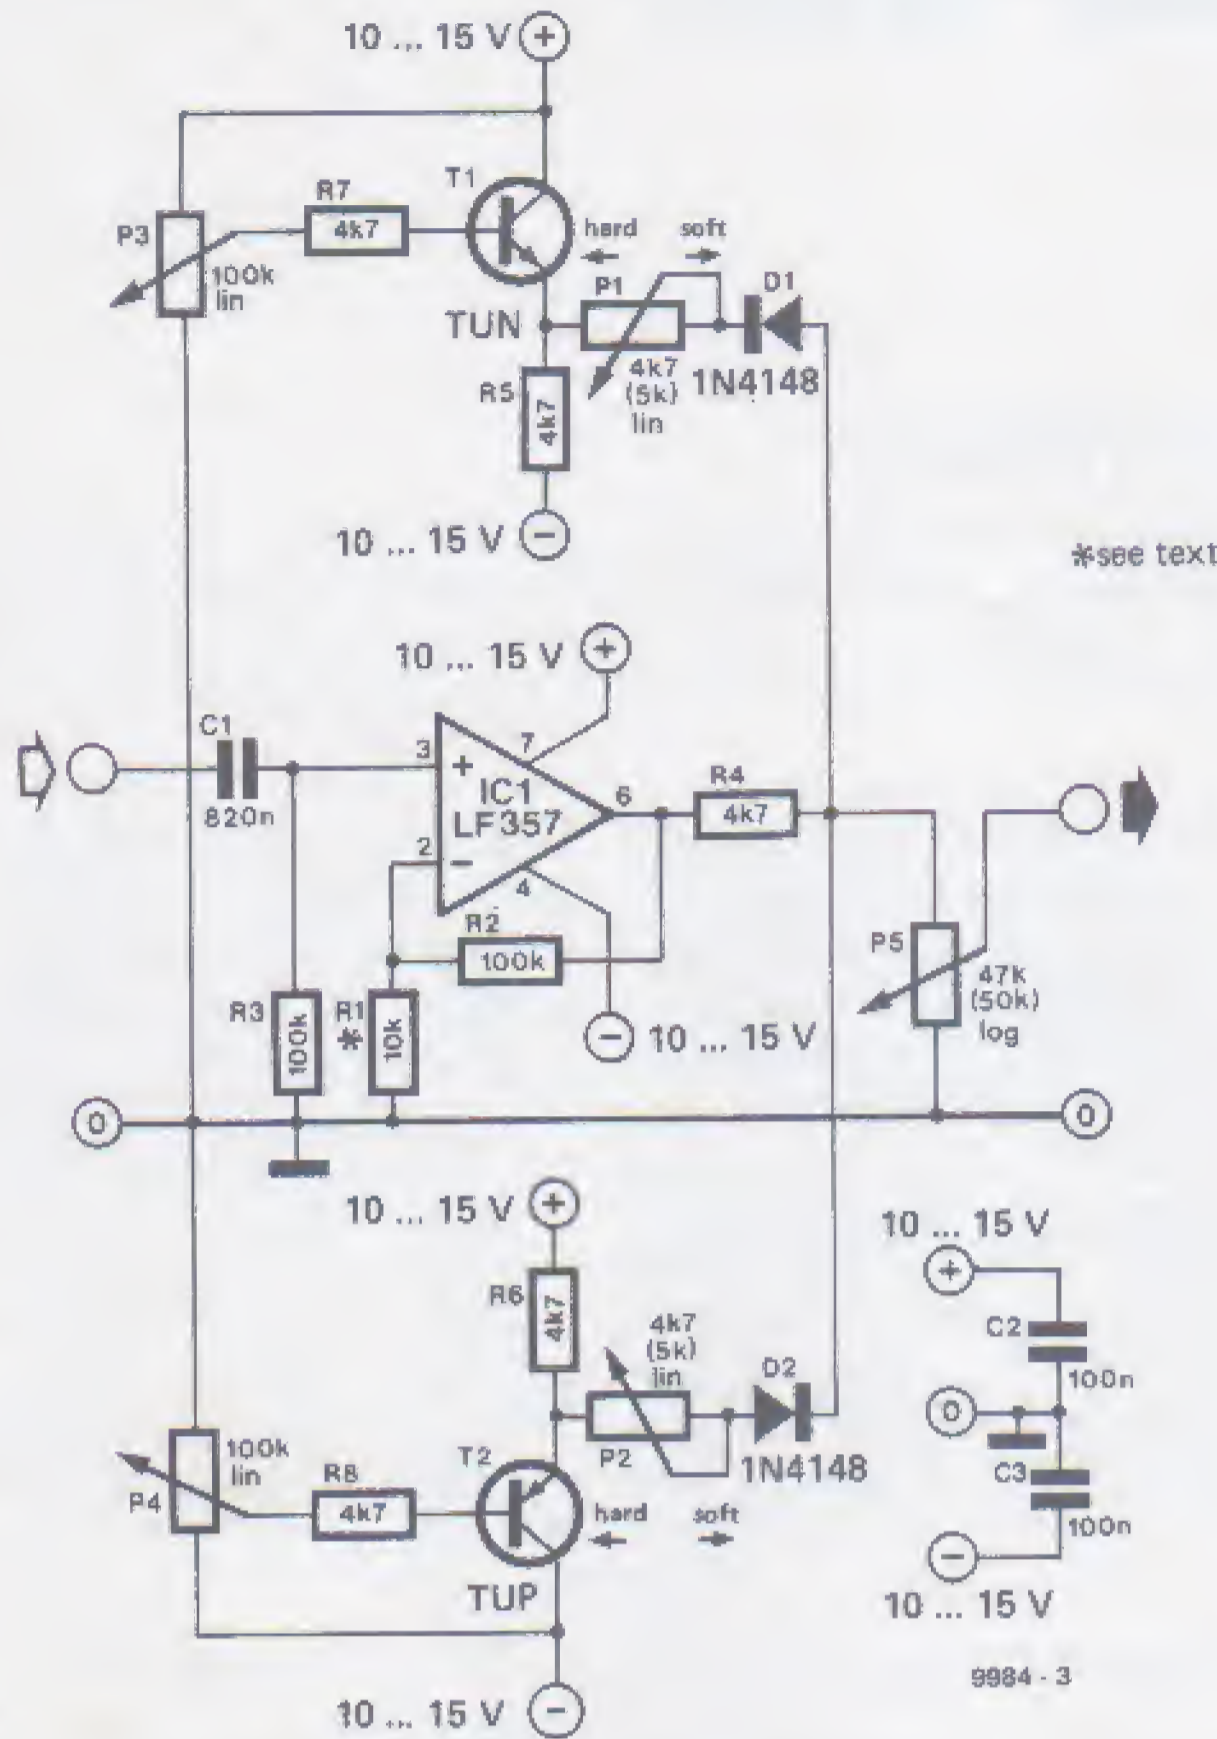 10 ... 15 V +
T1
R7
4k7
P3
100k
lin
hard soft
P1
D1
TUN
4k7
(5k)
lin
1N4148
R5
4k7
10 ... 15 V −
*see text
10 ... 15 V +
C1
820n
3
+
7
IC1
LF357
6
2
−
4
R4
4k7
R2
100k
P5
47k
(50k)
log
R3
100k
R1
*
10k
− 10 ... 15 V
0
0
10 ... 15 V +
R6
4k7
4k7
(5k)
lin
D2
P2
1N4148
100k
lin
P4
R8
4k7
T2
hard soft
TUP
10 ... 15 V −
10 ... 15 V
+
C2
100n
0
C3
100n
−
10 ... 15 V
9984 - 3